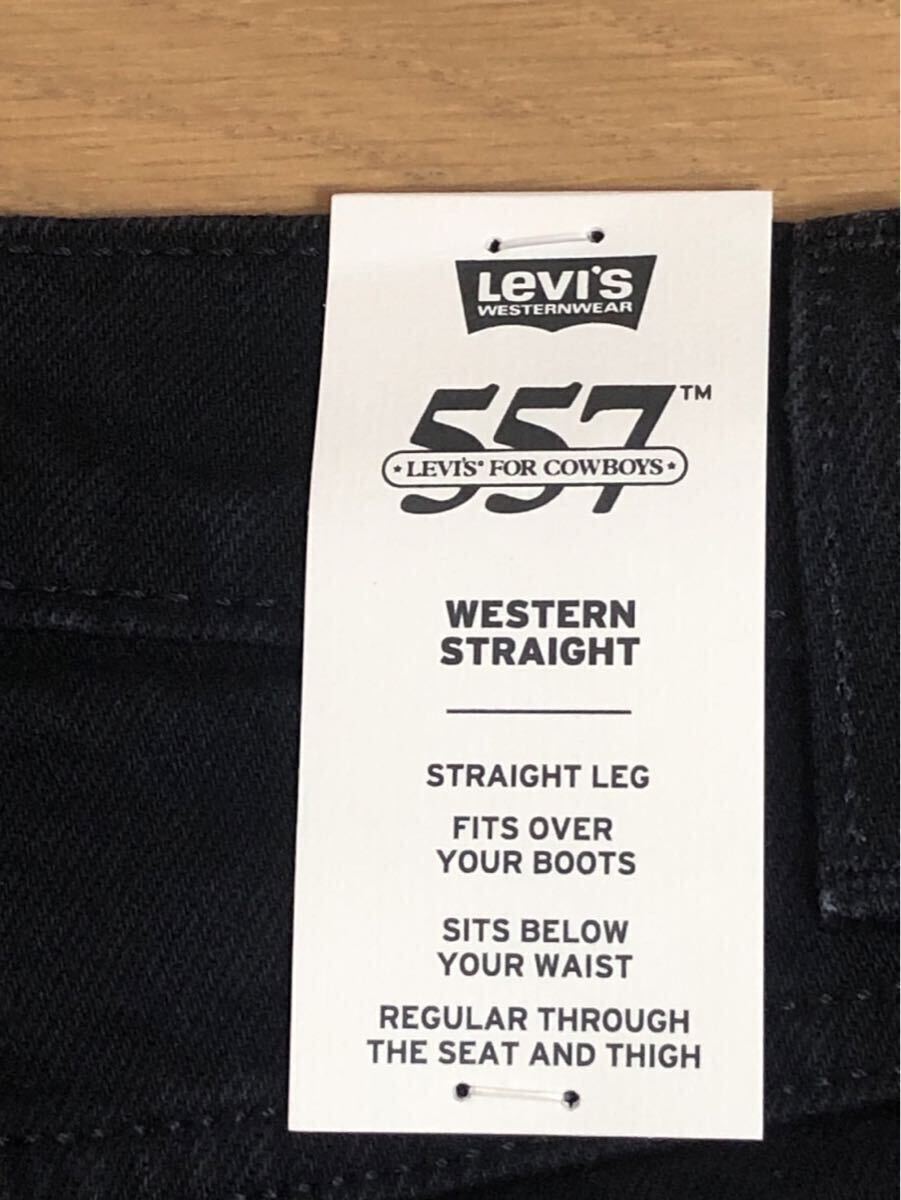 Levi's
WESTERNWEAR
557™
★ LEVI'S® FOR COWBOYS ★
WESTERN
STRAIGHT
STRAIGHT LEG
FITS OVER
YOUR BOOTS
SITS BELOW
YOUR WAIST
REGULAR THROUGH
THE SEAT AND THIGH